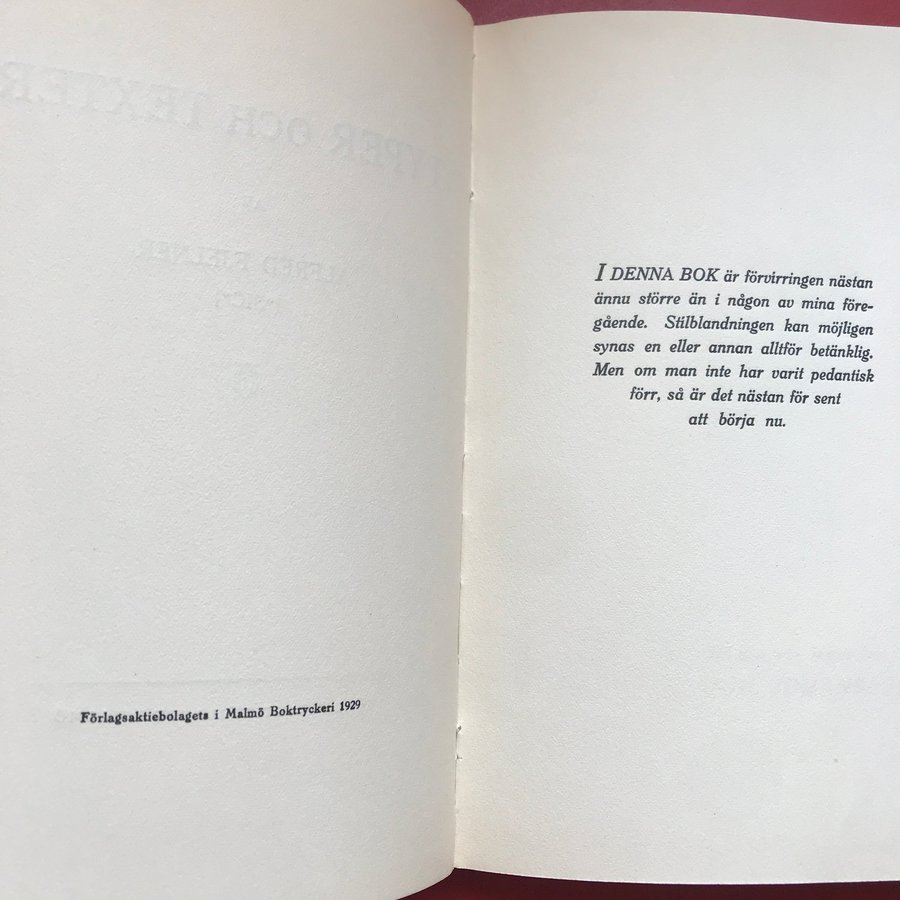 Förlagsaktiebolagets i Malmö Boktryckeri 1929
I DENNA BOK är förvirringen nästan
ännu större än i någon av mina före-
gående. Stilblandningen kan möjligen
synas en eller annan alltför betänklig.
Men om man inte har varit pedantisk
förr, så är det nästan för sent
att börja nu.